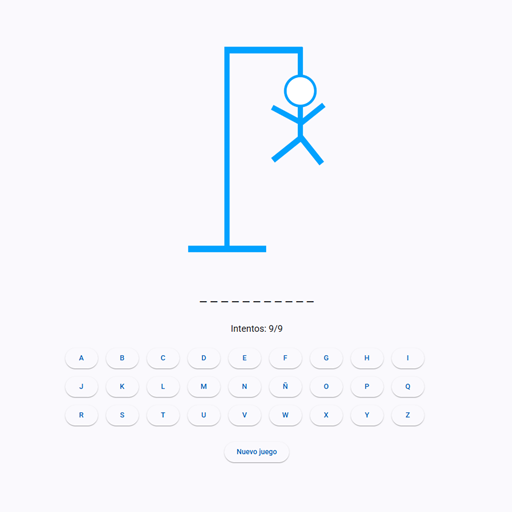 _ _ _ _ _ _ _ _ _ _
Intentos: 9/9
A B C D E F G H I
J K L M N Ñ O P Q
R S T U V W X Y Z
Nuevo juego